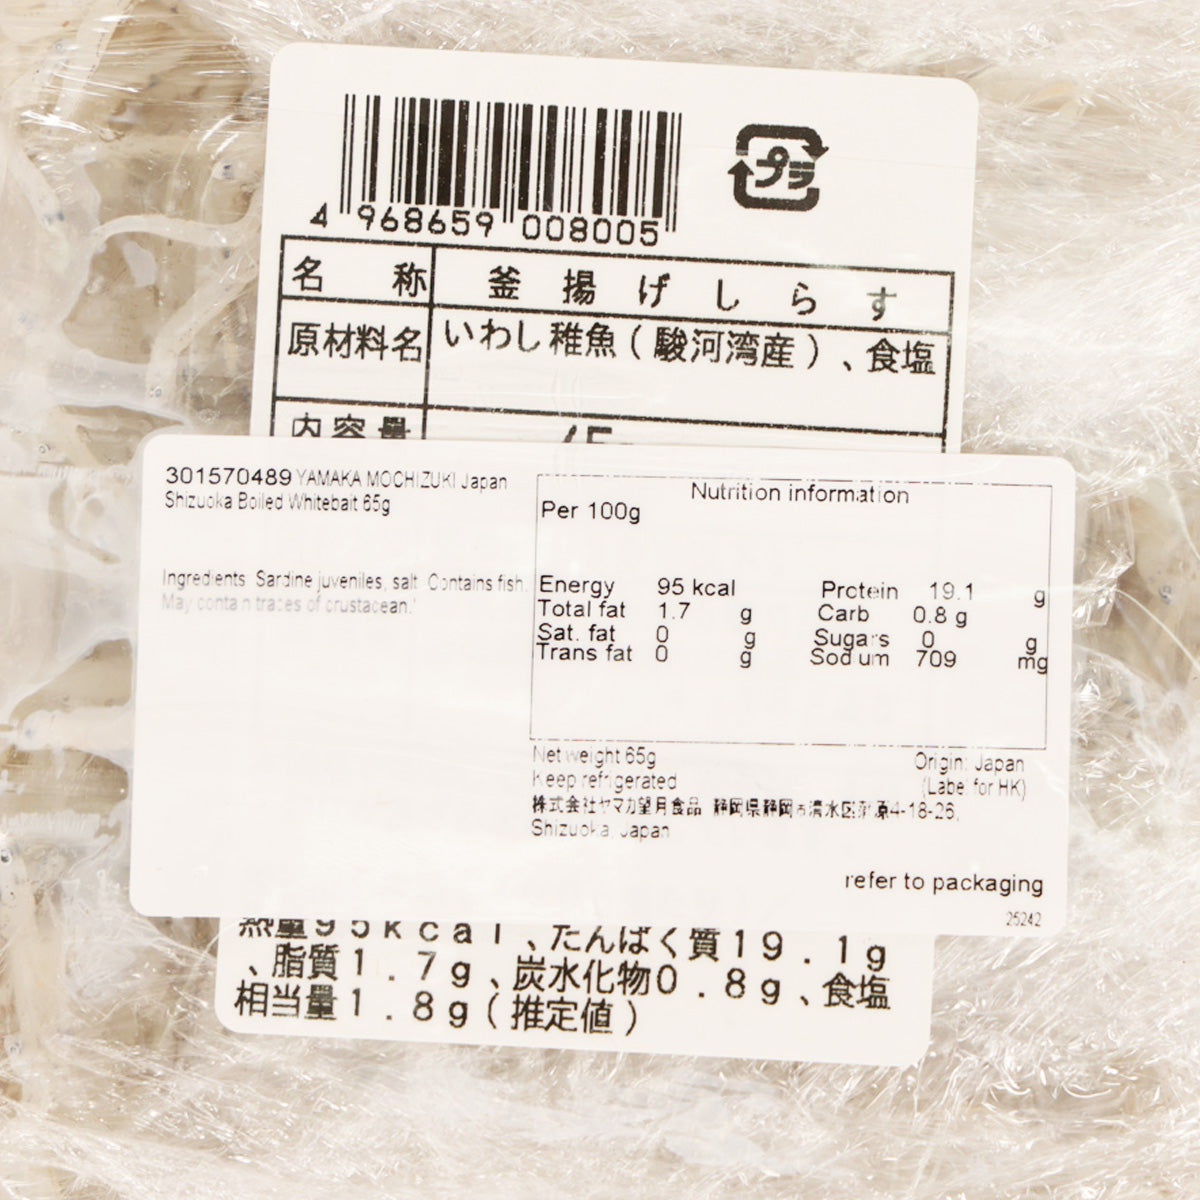 プラ
4 968659 008005
名 称 釜揚げしらす
原材料名 いわし稚魚(駿河湾産)、食塩
内容量
301570489 YAMAKA MOCHIZUKI Japan
Shizuoka Boiled Whitebait 65g
Ingredients Sardine juveniles, salt Contains fish.
May contain traces of crustacean.
Nutrition information
Per 100g
Energy 95 kcal Protein 19.1 g
Total fat 1.7 g Carb 0.8 g
Sat. fat 0 g Sugars 0 g
Trans fat 0 g Sodium 709 mg
Net weight 65g Origin: Japan
Keep refrigerated (Label for HK)
株式会社ヤマカ望月食品 静岡県静岡市清水区 原4-18-26,
Shizuoka, Japan
refer to packaging
25242
熱量95kcal、たんぱく質19.1g
、脂質1.7g、炭水化物0.8g、食塩
相当量1.8g(推定値)